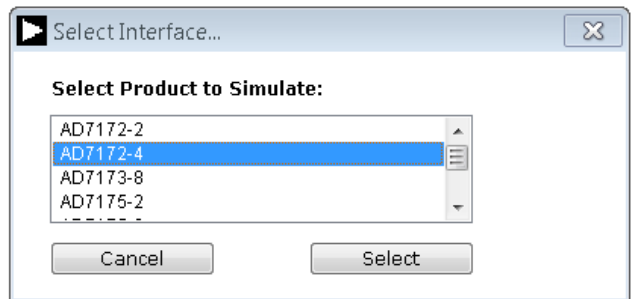 Select Interface...
Select Product to Simulate:
AD7172-2
AD7172-4
AD7173-8
AD7175-2
Cancel Select